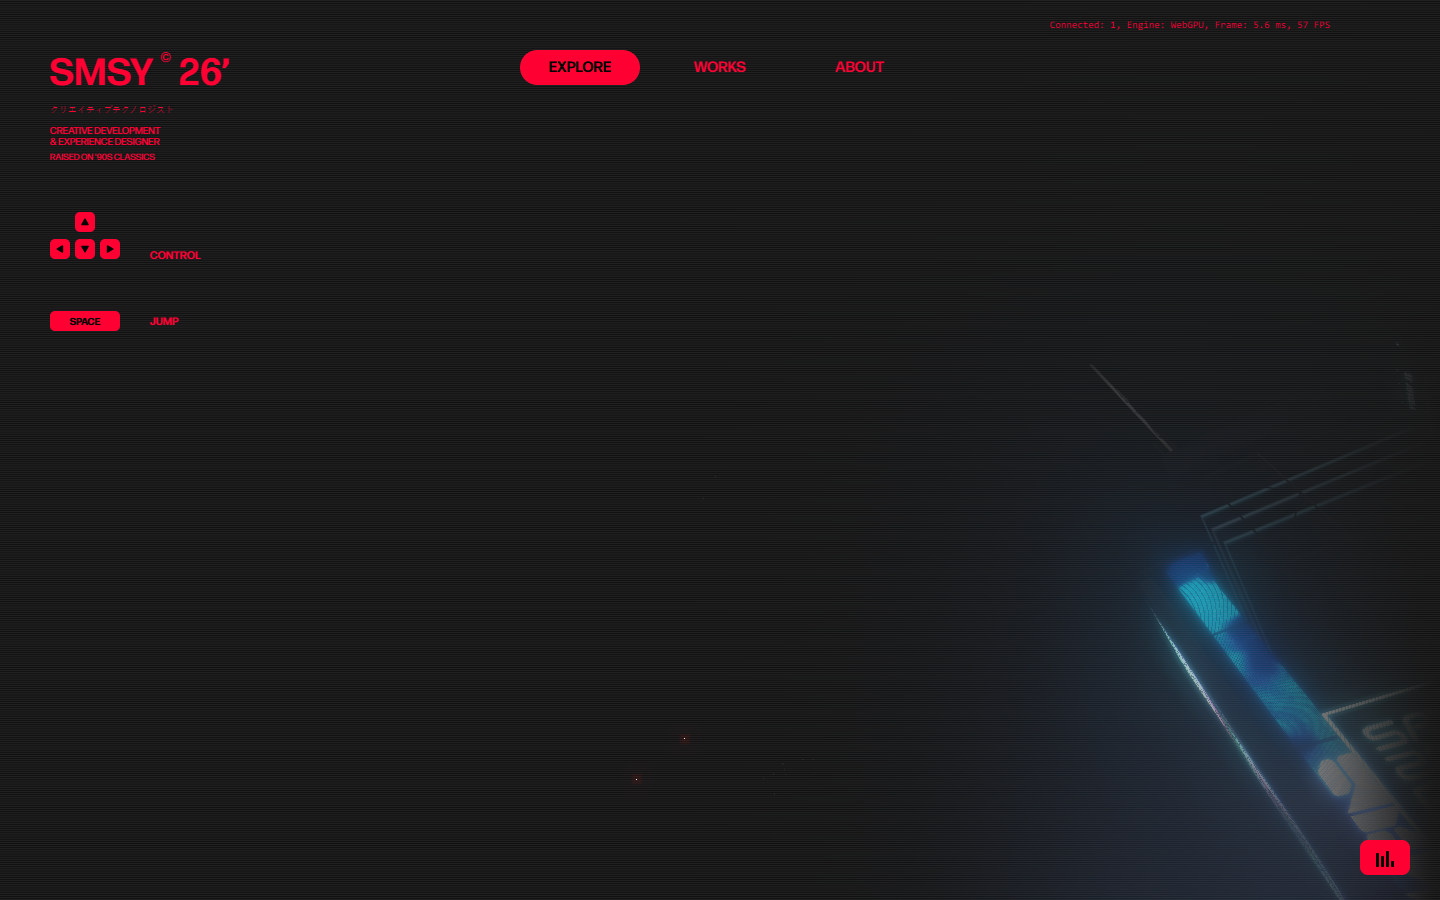 Connected: 1, Engine: WebGPU, Frame: 5.6 ms, 57 FPS
SMSY © 26’
EXPLORE
WORKS
ABOUT
クリエイティブテクノロジスト
CREATIVE DEVELOPMENT
& EXPERIENCE DESIGNER
RAISED ON ’90S CLASSICS
CONTROL
SPACE
JUMP